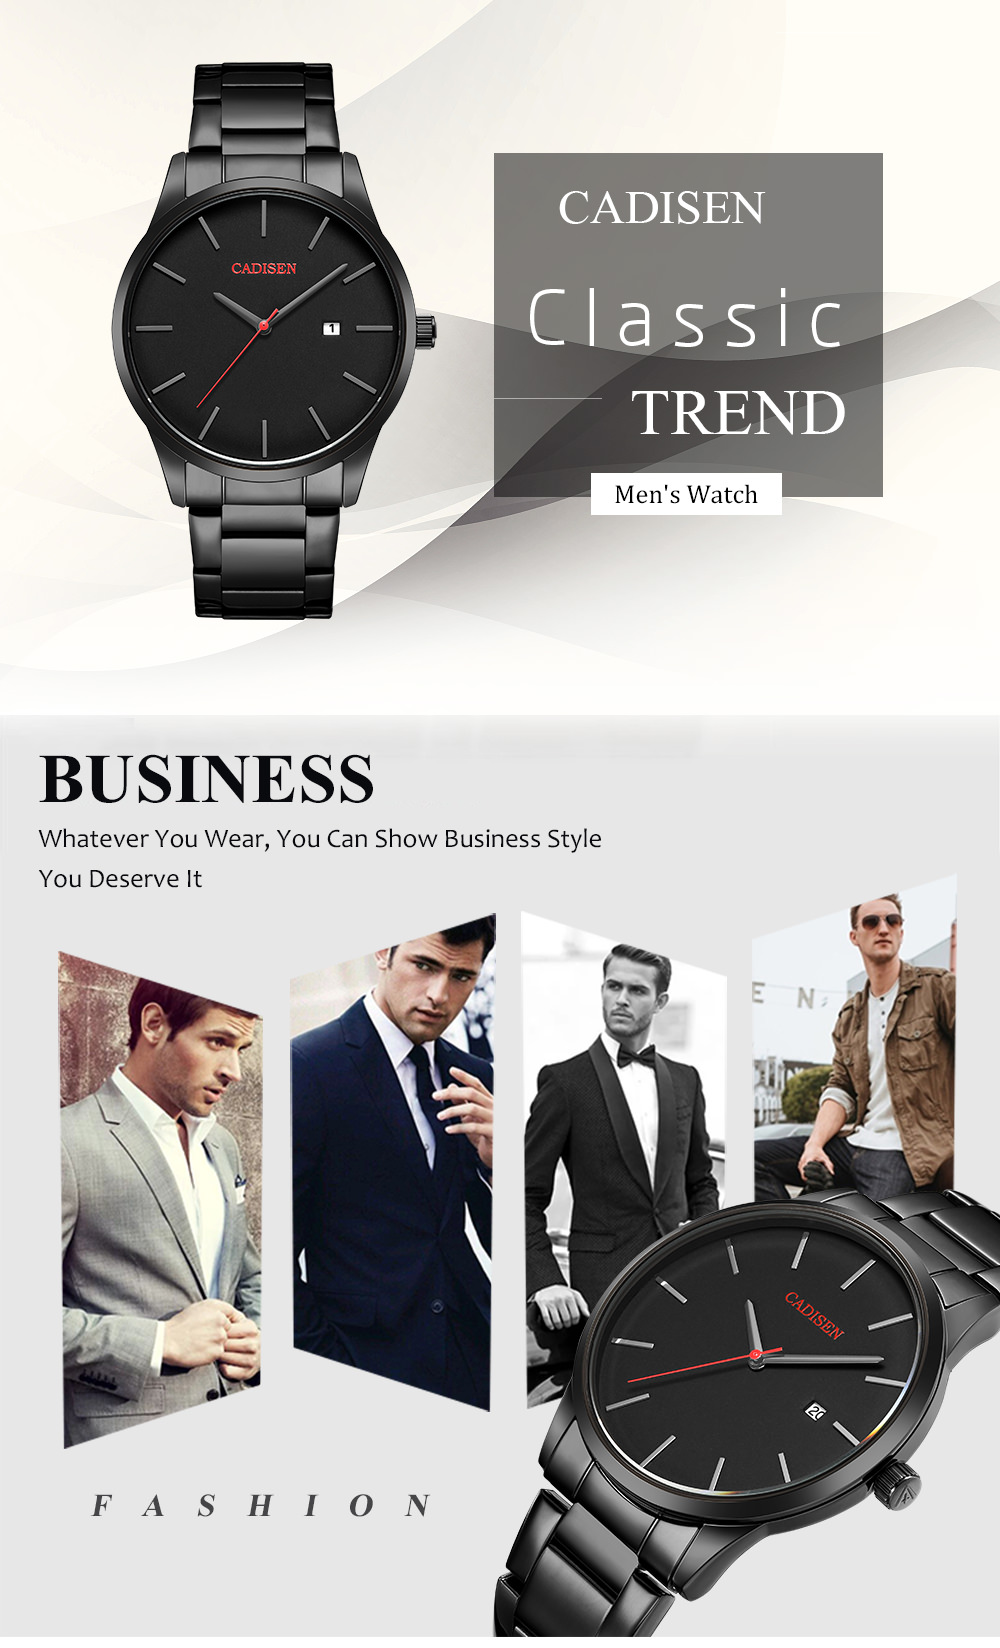 CADISEN
1
CADISEN
Classic
TREND
Men's Watch
BUSINESS
Whatever You Wear, You Can Show Business Style
You Deserve It
E N
CADISEN
20
FASHION